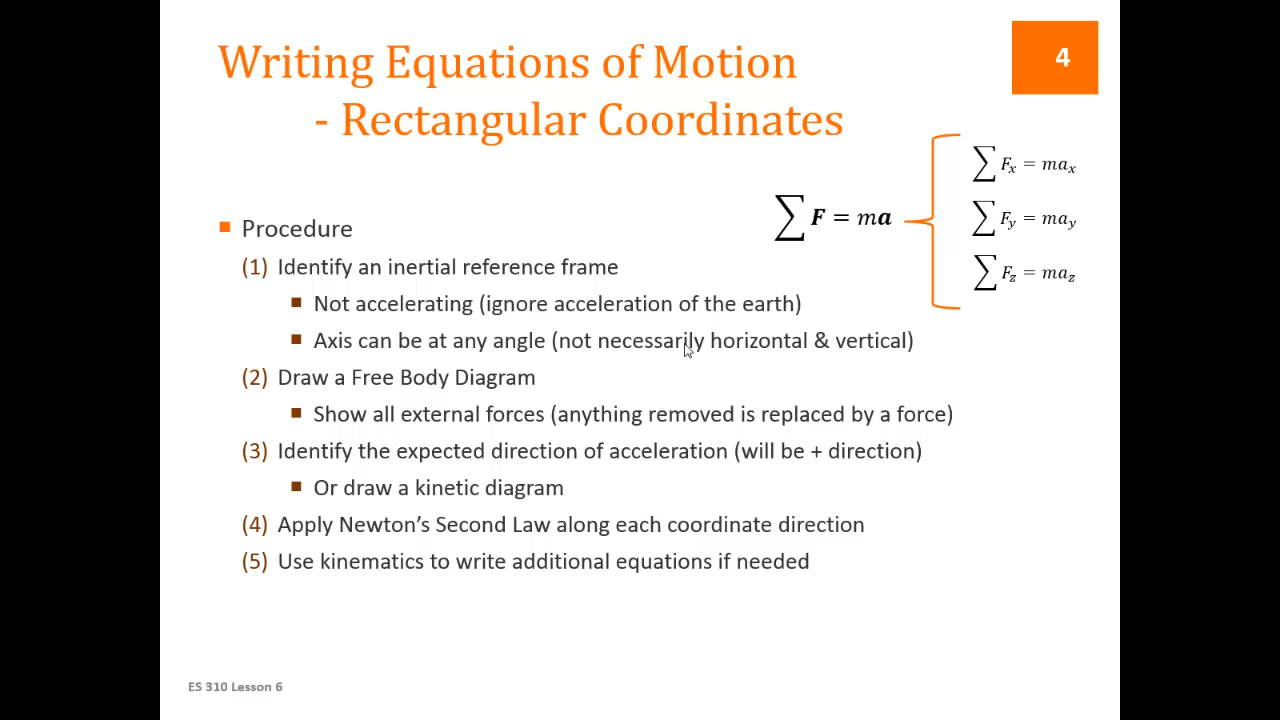 Writing Equations of Motion
- Rectangular Coordinates
4
∑ F = ma
∑ Fₓ = maₓ
∑ F_y = ma_y
∑ F_z = ma_z
■ Procedure
(1) Identify an inertial reference frame
■ Not accelerating (ignore acceleration of the earth)
■ Axis can be at any angle (not necessarily horizontal & vertical)
(2) Draw a Free Body Diagram
■ Show all external forces (anything removed is replaced by a force)
(3) Identify the expected direction of acceleration (will be + direction)
■ Or draw a kinetic diagram
(4) Apply Newton’s Second Law along each coordinate direction
(5) Use kinematics to write additional equations if needed
ES 310 Lesson 6